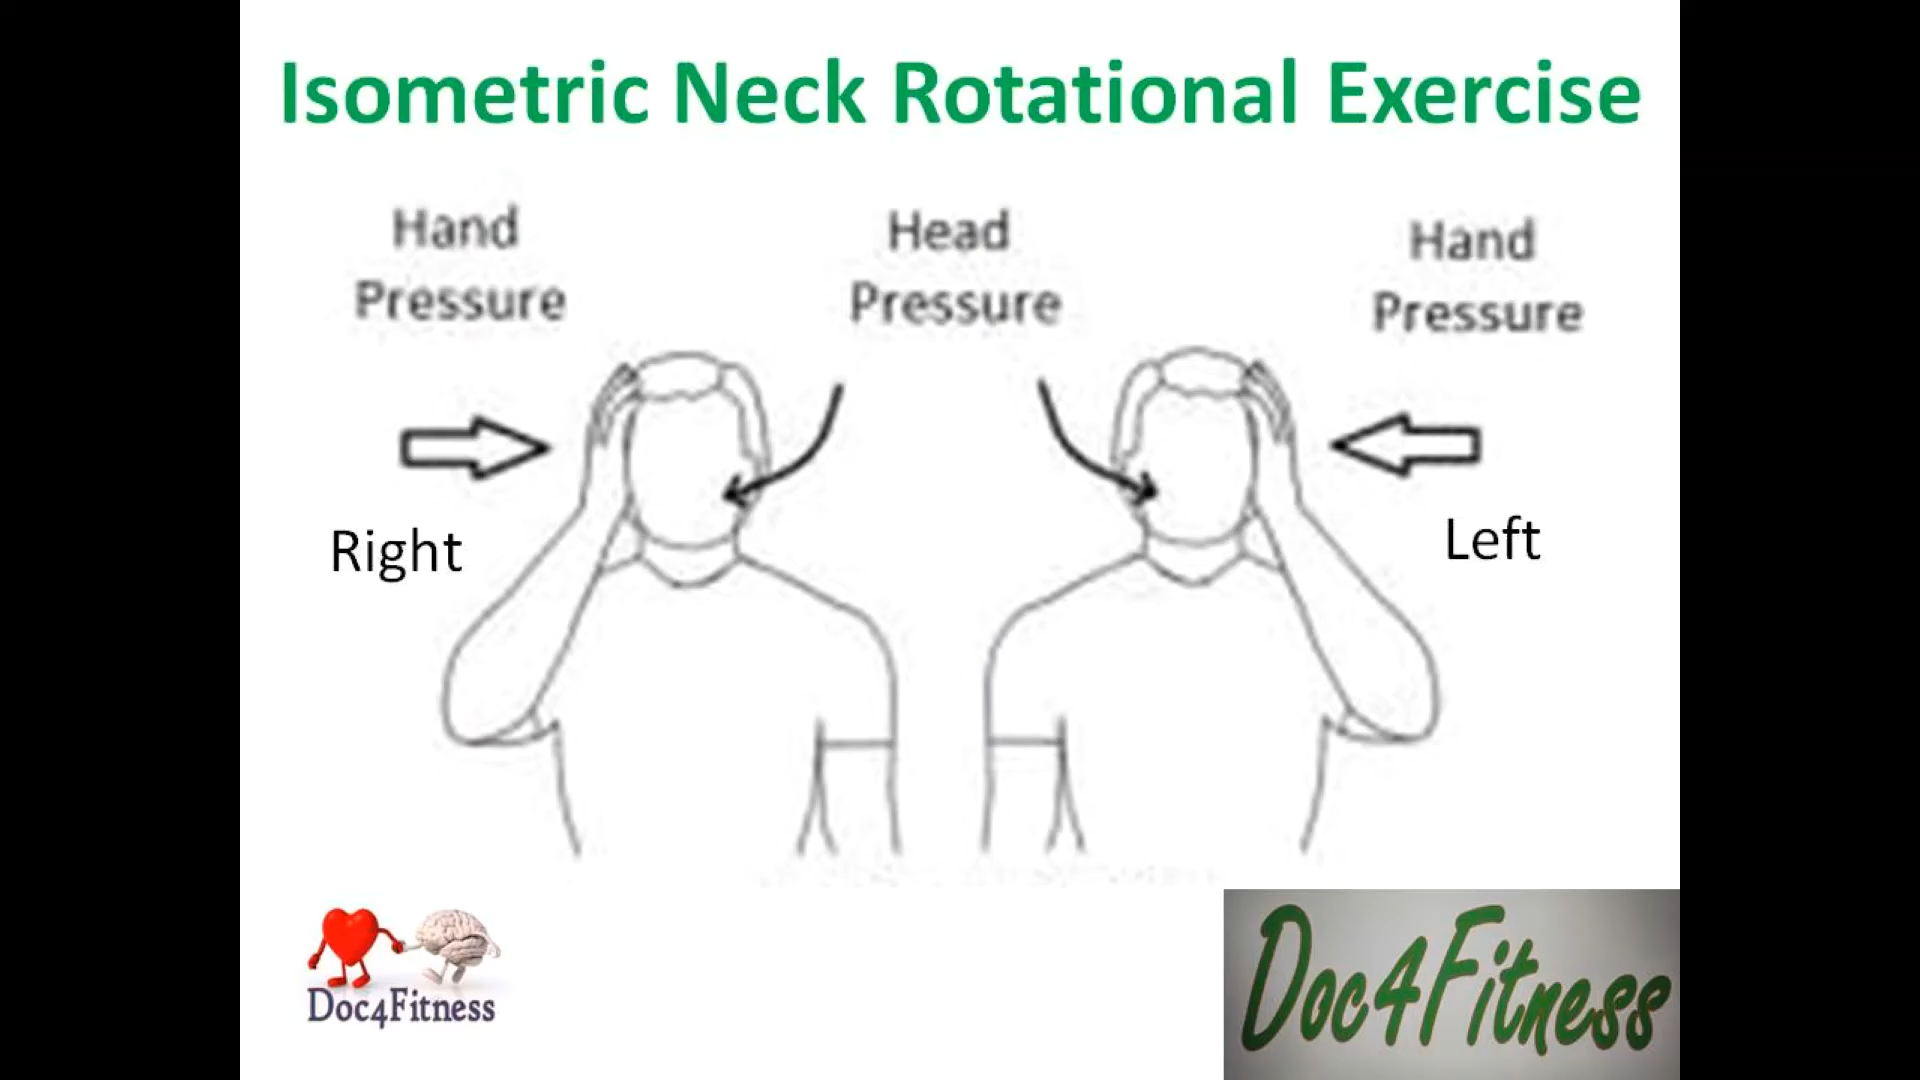 Isometric Neck Rotational Exercise
Hand
Pressure
Head
Pressure
Hand
Pressure
Right
Left
Doc4Fitness
Doc4Fitness